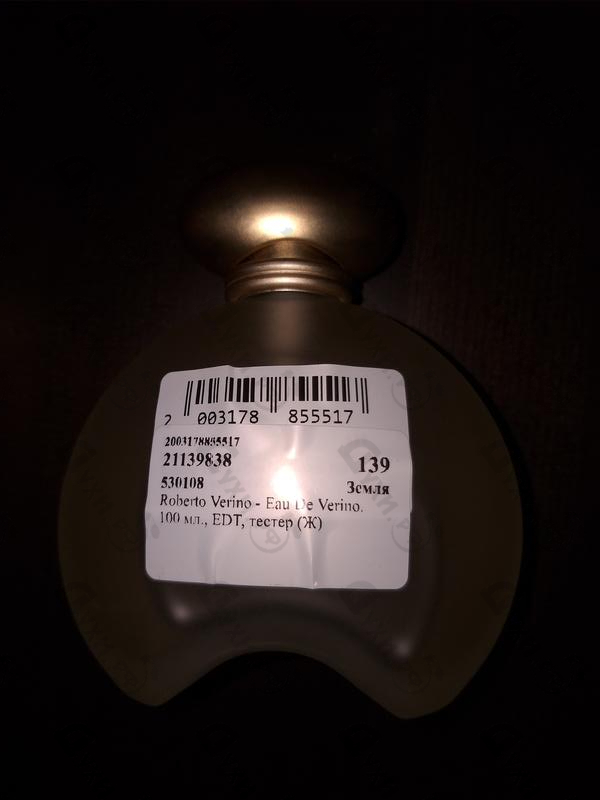 2 003178 855517
2003178855517
21139838
139
530108
Земля
Roberto Verino - Eau De Verino.
100 мл., EDT, тестер (Ж)